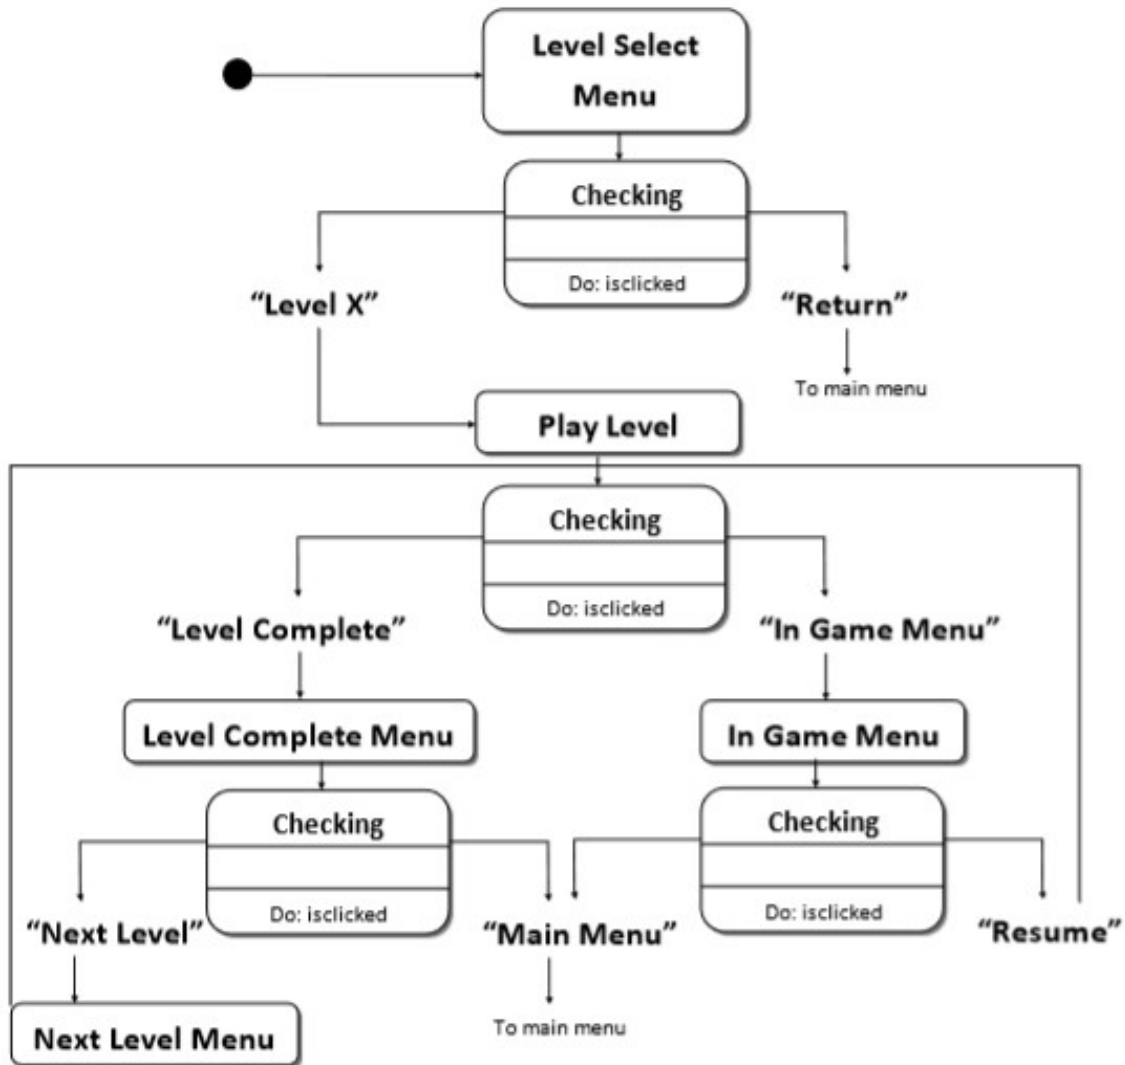 Level Select
Menu
Checking
Do: isclicked
“Level X”
“Return”
To main menu
Play Level
Checking
Do: isclicked
“Level Complete”
“In Game Menu”
Level Complete Menu
In Game Menu
Checking
Do: isclicked
Checking
Do: isclicked
“Next Level”
“Main Menu”
“Resume”
Next Level Menu
To main menu